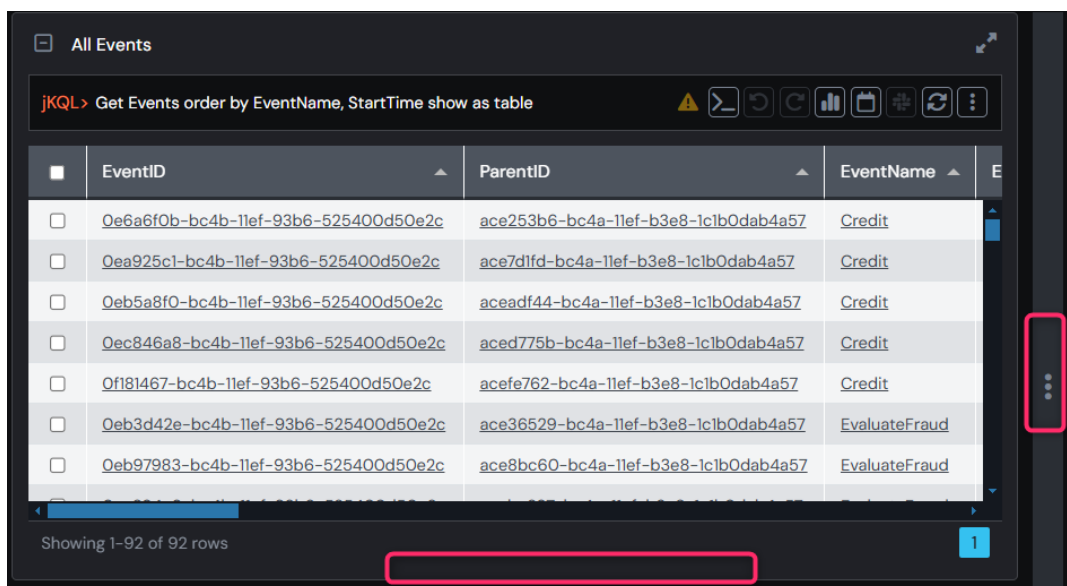 All Events
jKQL> Get Events order by EventName, StartTime show as table
EventID ParentID EventName E
0e6a6f0b-bc4b-11ef-93b6-525400d50e2c ace253b6-bc4a-11ef-b3e8-1c1b0dab4a57 Credit
0ea925c1-bc4b-11ef-93b6-525400d50e2c ace7d1fd-bc4a-11ef-b3e8-1c1b0dab4a57 Credit
0eb5a8f0-bc4b-11ef-93b6-525400d50e2c aceadf44-bc4a-11ef-b3e8-1c1b0dab4a57 Credit
0ec846a8-bc4b-11ef-93b6-525400d50e2c aced775b-bc4a-11ef-b3e8-1c1b0dab4a57 Credit
0f181467-bc4b-11ef-93b6-525400d50e2c acefe762-bc4a-11ef-b3e8-1c1b0dab4a57 Credit
0eb3d42e-bc4b-11ef-93b6-525400d50e2c ace36529-bc4a-11ef-b3e8-1c1b0dab4a57 EvaluateFraud
0eb97983-bc4b-11ef-93b6-525400d50e2c ace8bc60-bc4a-11ef-b3e8-1c1b0dab4a57 EvaluateFraud
Showing 1-92 of 92 rows 1